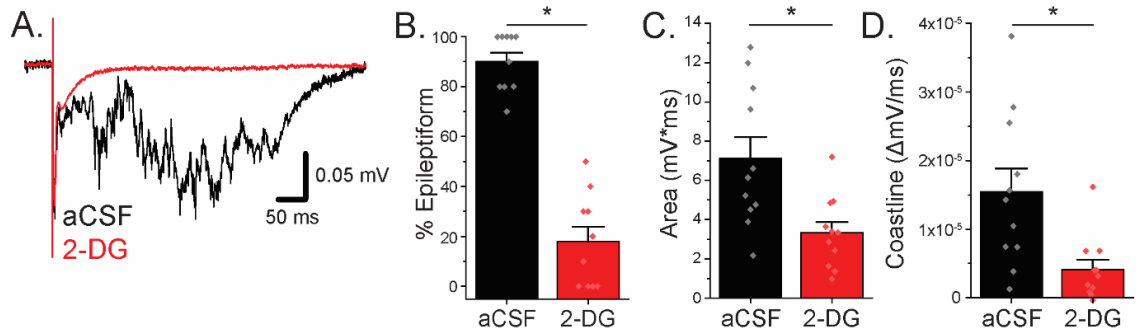 A.
0.05 mV
50 ms
aCSF
2-DG
B.
*
% Epileptiform
100
80
60
40
20
0
aCSF
2-DG
C.
*
Area (mV*ms)
14
12
10
8
6
4
2
0
aCSF
2-DG
D.
*
Coastline (ΔmV/ms)
4x10⁻⁵
3x10⁻⁵
2x10⁻⁵
1x10⁻⁵
0
aCSF
2-DG